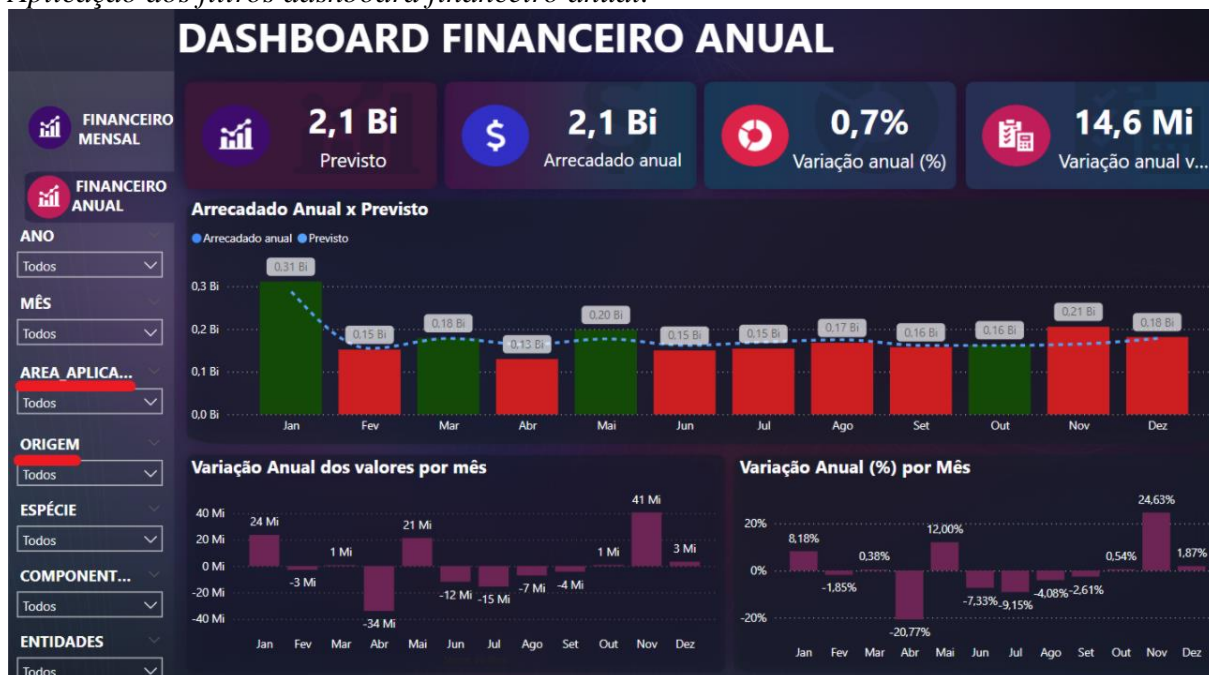 Aplicação dos filtros dashboard financeiro anual.
DASHBOARD FINANCEIRO ANUAL
FINANCEIRO
MENSAL
FINANCEIRO
ANUAL
2,1 Bi
Previsto
2,1 Bi
Arrecadado anual
0,7%
Variação anual (%)
14,6 Mi
Variação anual v...
ANO
Todos
MÊS
Todos
AREA_APLICA...
Todos
ORIGEM
Todos
ESPÉCIE
Todos
COMPONENT...
Todos
ENTIDADES
Todos
Arrecadado Anual x Previsto
Arrecadado anual Previsto
0,31 Bi 0,15 Bi 0,18 Bi 0,13 Bi 0,20 Bi 0,15 Bi 0,15 Bi 0,17 Bi 0,16 Bi 0,16 Bi 0,21 Bi 0,18 Bi
0,3 Bi
0,2 Bi
0,1 Bi
0,0 Bi
Jan Fev Mar Abr Mai Jun Jul Ago Set Out Nov Dez
Variação Anual dos valores por mês
40 Mi
20 Mi
0 Mi
-20 Mi
-40 Mi
24 Mi -3 Mi 1 Mi -34 Mi 21 Mi -12 Mi -15 Mi -7 Mi -4 Mi 1 Mi 41 Mi 3 Mi
Jan Fev Mar Abr Mai Jun Jul Ago Set Out Nov Dez
Variação Anual (%) por Mês
20%
0%
-20%
8,18% -1,85% 0,38% -20,77% 12,00% -7,33% -9,15% -4,08% -2,61% 0,54% 24,63% 1,87%
Jan Fev Mar Abr Mai Jun Jul Ago Set Out Nov Dez